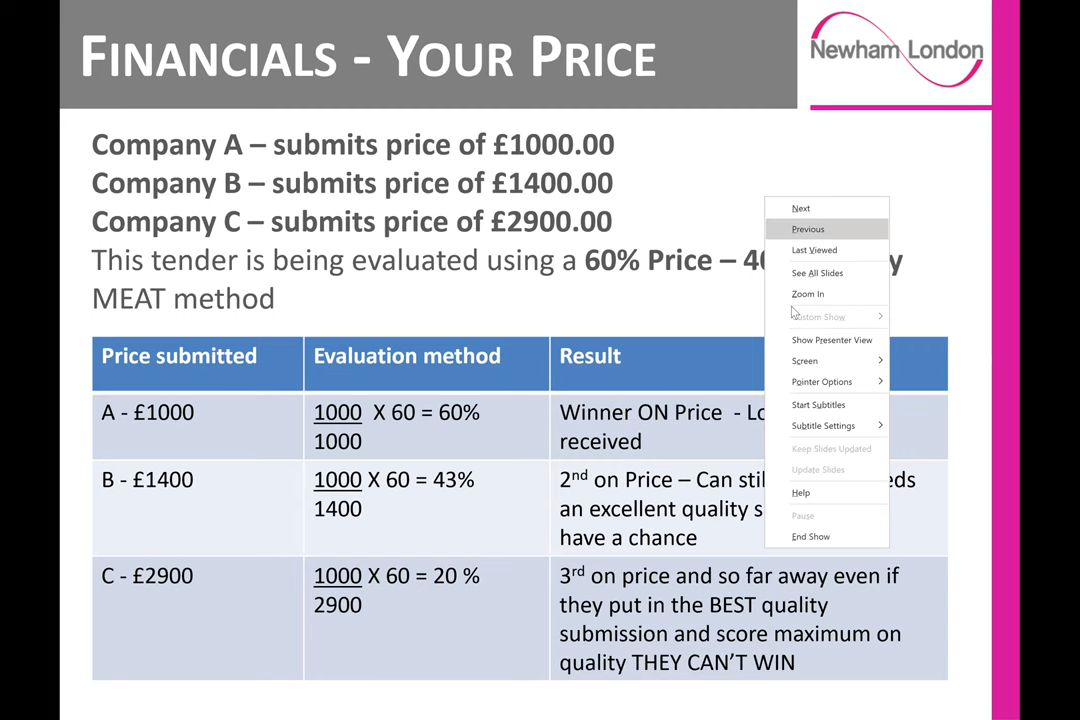 FINANCIALS - YOUR PRICE
Newham London
Company A – submits price of £1000.00
Company B – submits price of £1400.00
Company C – submits price of £2900.00
This tender is being evaluated using a 60% Price –
MEAT method
Price submitted
Evaluation method
Result
A - £1000
1000 X 60 = 60%
1000
Winner ON Price -
received
B - £1400
1000 X 60 = 43%
1400
2nd on Price – Can
an excellent quality
have a chance
C - £2900
1000 X 60 = 20 %
2900
3rd on price and so far away even if
they put in the BEST quality
submission and score maximum on
quality THEY CAN'T WIN
Next
Previous
Last Viewed
See All Slides
Zoom In
Custom Show
Show Presenter View
Screen
Pointer Options
Start Subtitles
Subtitle Settings
Keep Slides Updated
Update Slides
Help
Pause
End Show